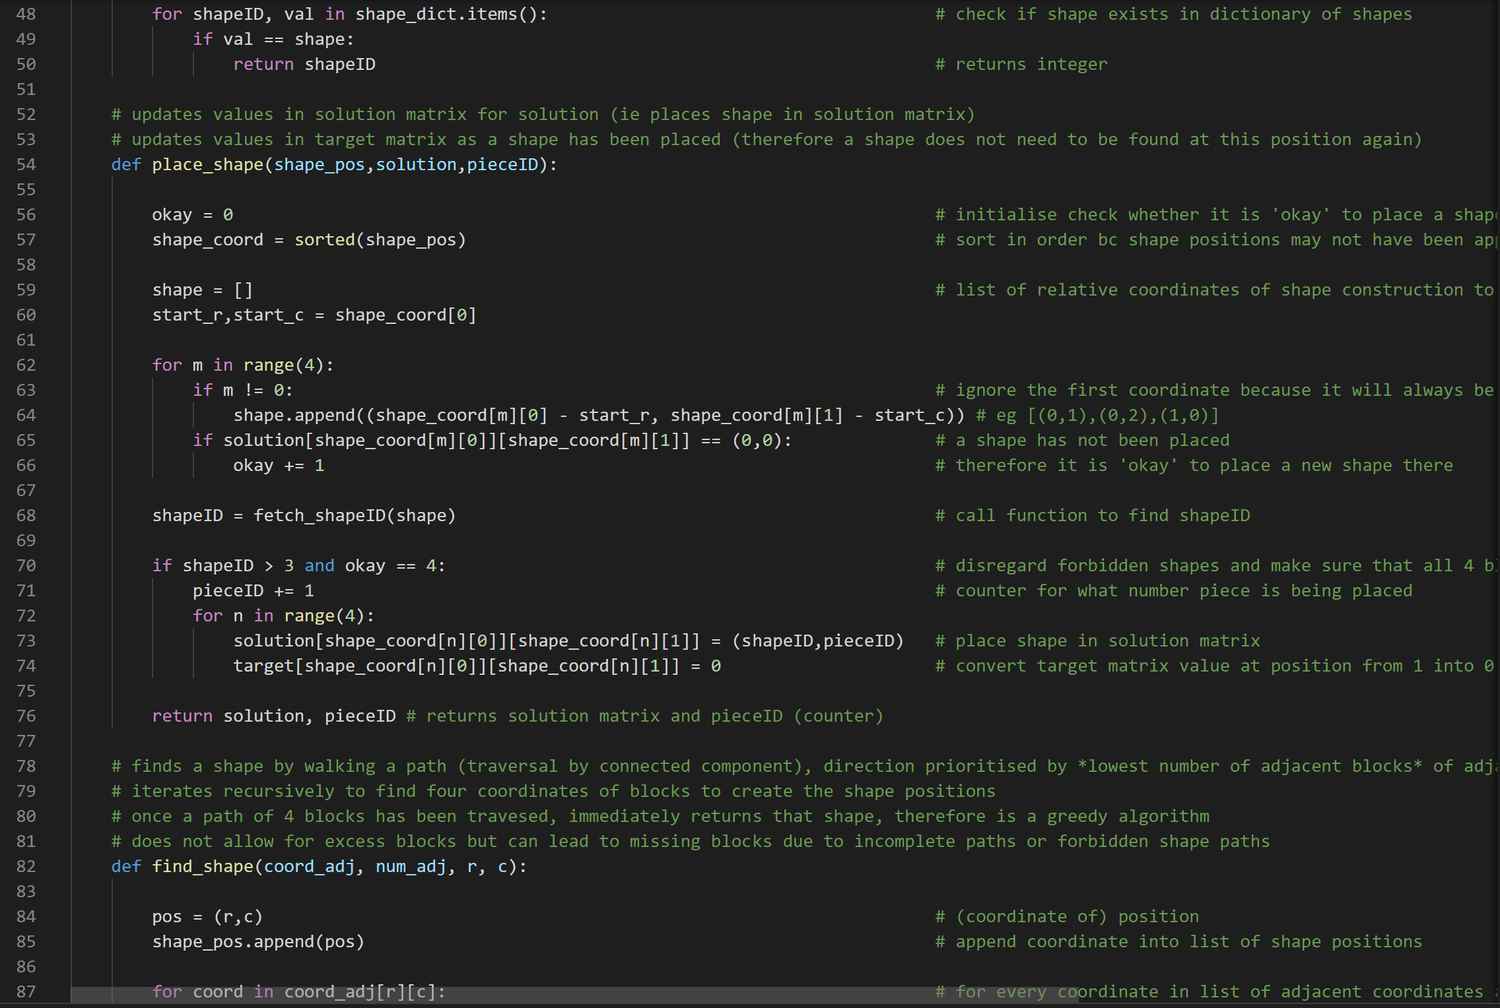 48 for shapeID, val in shape_dict.items(): # check if shape exists in dictionary of shapes
49 if val == shape:
50 return shapeID # returns integer
51
52 # updates values in solution matrix for solution (ie places shape in solution matrix)
53 # updates values in target matrix as a shape has been placed (therefore a shape does not need to be found at this position again)
54 def place_shape(shape_pos,solution,pieceID):
55
56 okay = 0 # initialise check whether it is 'okay' to place a shap
57 shape_coord = sorted(shape_pos) # sort in order bc shape positions may not have been ap
58
59 shape = [] # list of relative coordinates of shape construction to
60 start_r,start_c = shape_coord[0]
61
62 for m in range(4):
63 if m != 0: # ignore the first coordinate because it will always be
64 shape.append((shape_coord[m][0] - start_r, shape_coord[m][1] - start_c)) # eg [(0,1),(0,2),(1,0)]
65 if solution[shape_coord[m][0]][shape_coord[m][1]] == (0,0): # a shape has not been placed
66 okay += 1 # therefore it is 'okay' to place a new shape there
67
68 shapeID = fetch_shapeID(shape) # call function to find shapeID
69
70 if shapeID > 3 and okay == 4: # disregard forbidden shapes and make sure that all 4 b
71 pieceID += 1 # counter for what number piece is being placed
72 for n in range(4):
73 solution[shape_coord[n][0]][shape_coord[n][1]] = (shapeID,pieceID) # place shape in solution matrix
74 target[shape_coord[n][0]][shape_coord[n][1]] = 0 # convert target matrix value at position from 1 into 0
75
76 return solution, pieceID # returns solution matrix and pieceID (counter)
77
78 # finds a shape by walking a path (traversal by connected component), direction prioritised by *lowest number of adjacent blocks* of adj
79 # iterates recursively to find four coordinates of blocks to create the shape positions
80 # once a path of 4 blocks has been travesed, immediately returns that shape, therefore is a greedy algorithm
81 # does not allow for excess blocks but can lead to missing blocks due to incomplete paths or forbidden shape paths
82 def find_shape(coord_adj, num_adj, r, c):
83
84 pos = (r,c) # (coordinate of) position
85 shape_pos.append(pos) # append coordinate into list of shape positions
86
87 for coord in coord_adj[r][c]: # for every coordinate in list of adjacent coordinates